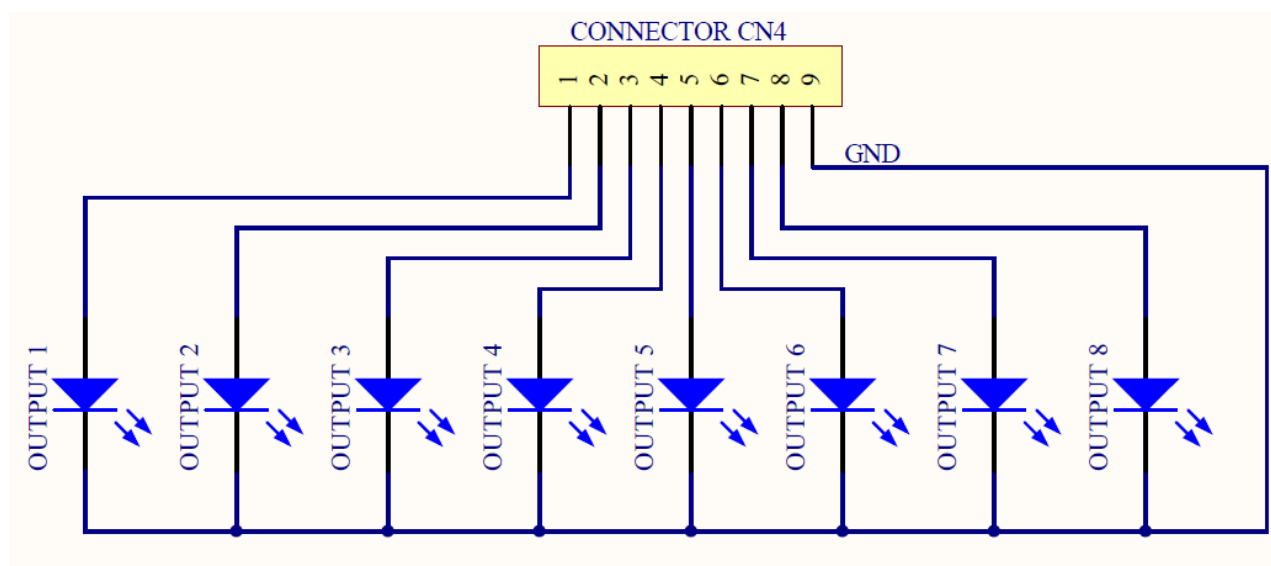 CONNECTOR CN4
1 2 3 4 5 6 7 8 9
GND
OUTPUT 1
OUTPUT 2
OUTPUT 3
OUTPUT 4
OUTPUT 5
OUTPUT 6
OUTPUT 7
OUTPUT 8